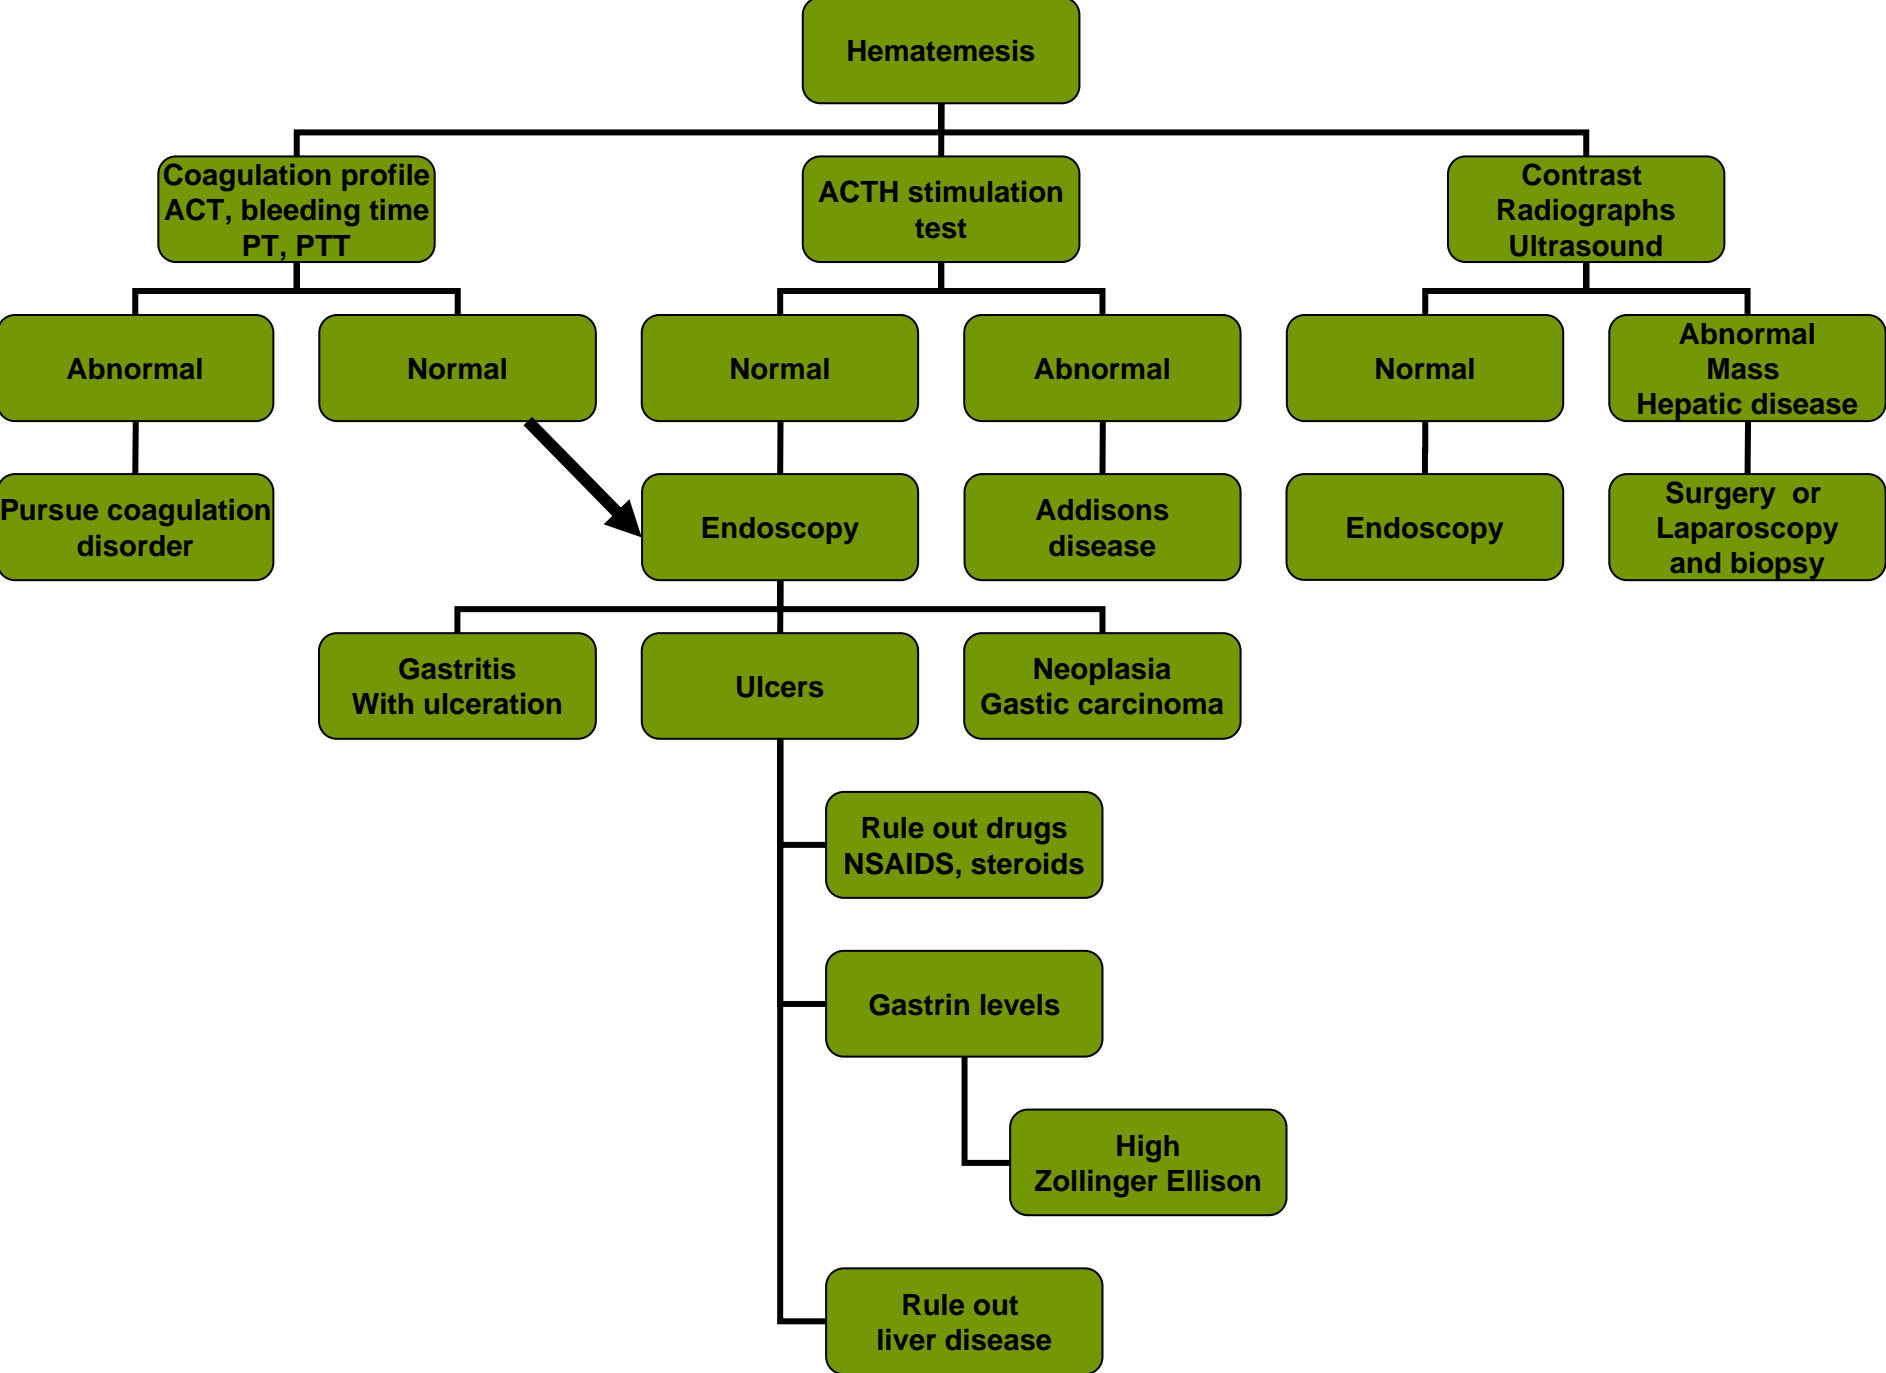 Hematemesis
Coagulation profile
ACT, bleeding time
PT, PTT
ACTH stimulation
test
Contrast
Radiographs
Ultrasound
Abnormal
Normal
Normal
Abnormal
Normal
Abnormal
Mass
Hepatic disease
Pursue coagulation
disorder
Endoscopy
Addisons
disease
Endoscopy
Surgery or
Laparoscopy
and biopsy
Gastritis
With ulceration
Ulcers
Neoplasia
Gastic carcinoma
Rule out drugs
NSAIDS, steroids
Gastrin levels
High
Zollinger Ellison
Rule out
liver disease